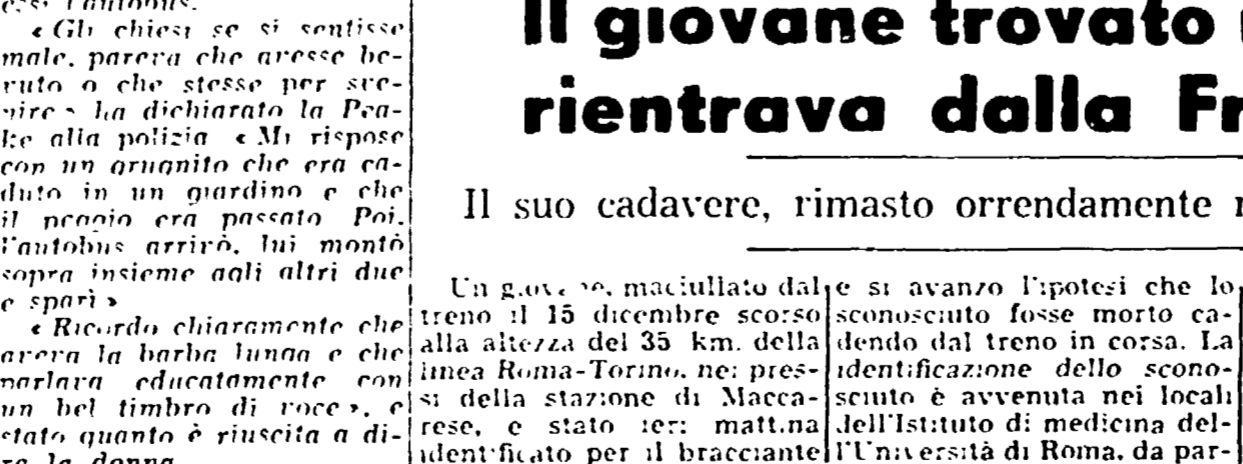 l'autobus.
« Gli chiesi se si sentisse
male, pareva che avesse be-
vuto o che stesse per sve-
nire » ha dichiarato la Pea-
ke alla polizia « Mi rispose
con un grugnito che era ca-
duto in un giardino e che
il peggio era passato Poi,
l'autobus arrivò, lui montò
sopra insieme agli altri due
e sparì »
« Ricordo chiaramente che
aveva la barba lunga e che
parlava educatamente con
un bel timbro di voce », e
stato quanto è riuscita a di-
re la donna
Il giovane trovato
rientrava dalla Fr
Il suo cadavere, rimasto orrendamente
Un giovane, maciullato dal
treno il 15 dicembre scorso
alla altezza del 35 km. della
linea Roma-Torino, nei pres-
si della stazione di Macca-
rese, e stato ieri mattina
identificato per il bracciante
e si avanzo l'ipotesi che lo
sconosciuto fosse morto ca-
dendo dal treno in corsa. La
identificazione dello scono-
sciuto è avvenuta nei locali
dell'Istituto di medicina del-
l'Università di Roma, da par-